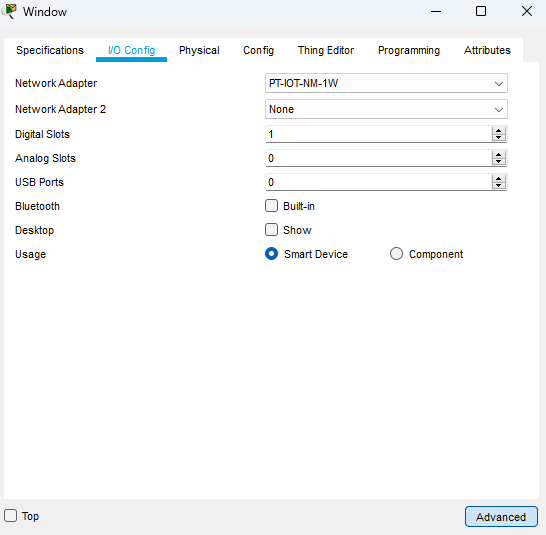 Window
Specifications I/O Config Physical Config Thing Editor Programming Attributes
Network Adapter PT-IOT-NM-1W
Network Adapter 2 None
Digital Slots 1
Analog Slots 0
USB Ports 0
Bluetooth Built-in
Desktop Show
Usage Smart Device Component
Top Advanced